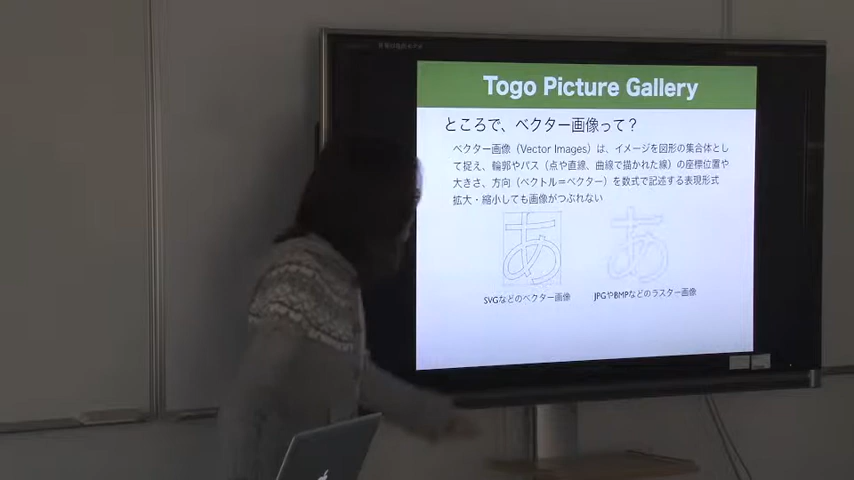 Togo Picture Gallery
ところで、ベクター画像って？
ベクター画像（Vector Images）は、イメージを図形の集合体とし
て捉え、輪郭やパス（点や直線、曲線で描かれた線）の座標位置や
大きさ、方向（ベクトル＝ベクター）を数式で記述する表現形式
拡大・縮小しても画像がつぶれない
あ あ
SVGなどのベクター画像 JPGやBMPなどのラスター画像